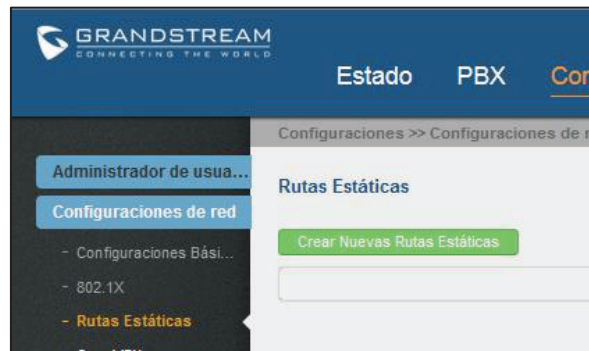 GRANDSTREAM
CONNECTING THE WORLD
Estado PBX
Configuraciones >> Configuraciones de
Administrador de usua...
Configuraciones de red
- Configuraciones Bási...
- 802.1X
- Rutas Estáticas
Rutas Estáticas
Crear Nuevas Rutas Estáticas